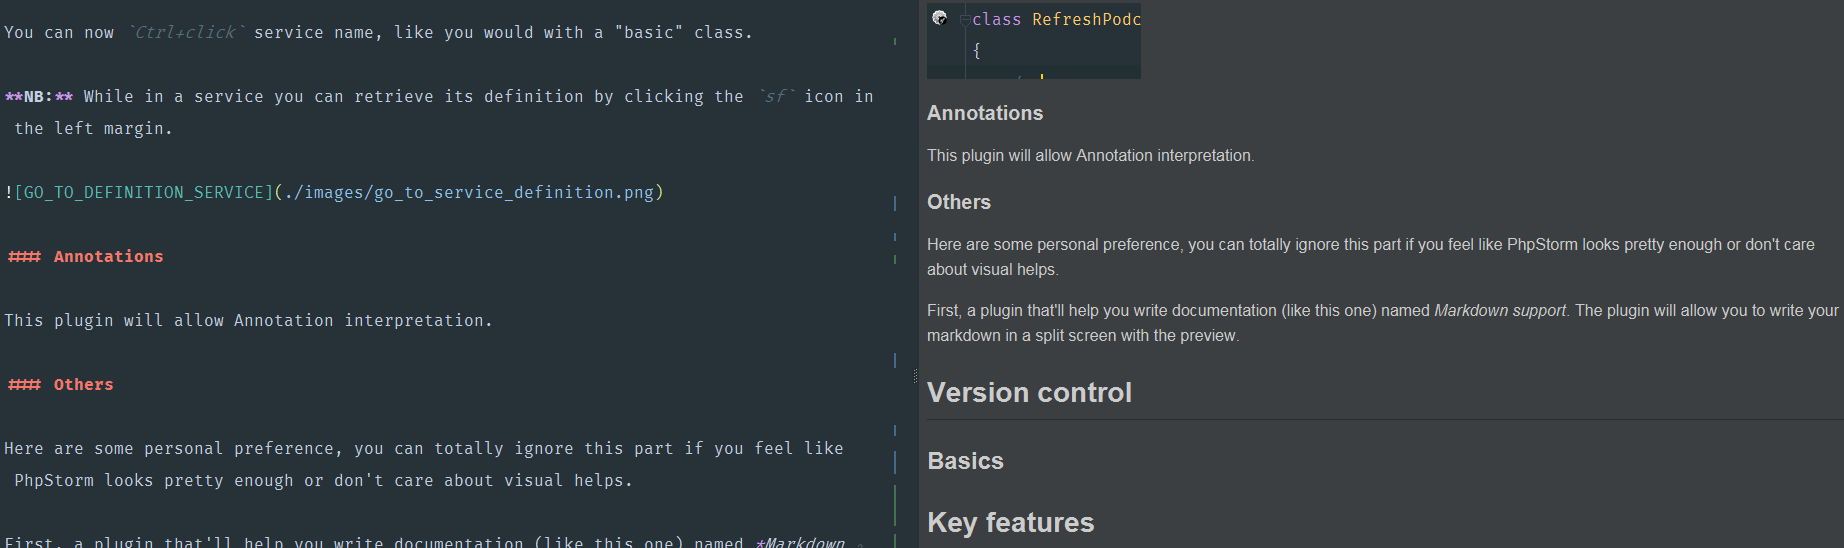 You can now `Ctrl+click` service name, like you would with a "basic" class.
**NB:** While in a service you can retrieve its definition by clicking the `sf` icon in
the left margin.
![GO_TO_DEFINITION_SERVICE](./images/go_to_service_definition.png)
#### Annotations
This plugin will allow Annotation interpretation.
#### Others
Here are some personal preference, you can totally ignore this part if you feel like
PhpStorm looks pretty enough or don't care about visual helps.
First, a plugin that'll help you write documentation (like this one) named *Markdown
class RefreshPodc
{
Annotations
This plugin will allow Annotation interpretation.
Others
Here are some personal preference, you can totally ignore this part if you feel like PhpStorm looks pretty enough or don't care
about visual helps.
First, a plugin that'll help you write documentation (like this one) named Markdown support. The plugin will allow you to write your
markdown in a split screen with the preview.
Version control
Basics
Key features